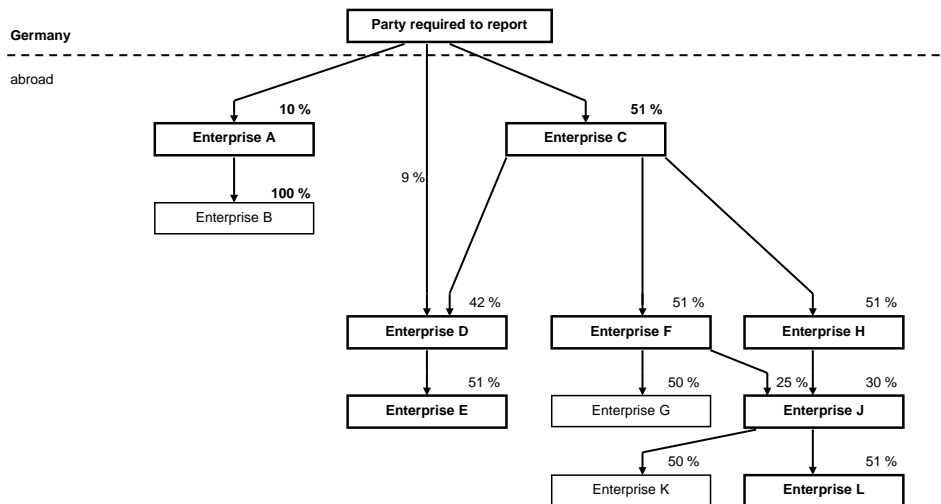 Party required to report
Germany
abroad
10 %
51 %
Enterprise A
Enterprise C
9 %
100 %
Enterprise B
42 %
51 %
51 %
Enterprise D
Enterprise F
Enterprise H
51 %
50 %
25 %
30 %
Enterprise E
Enterprise G
Enterprise J
50 %
51 %
Enterprise K
Enterprise L